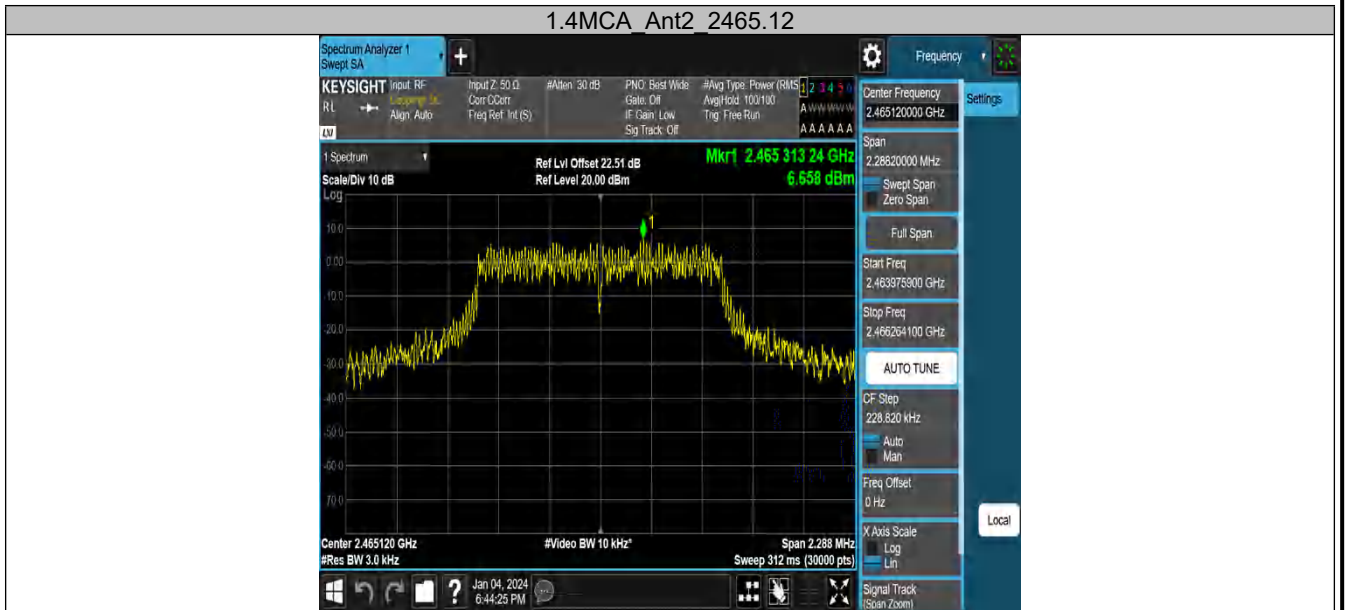 1.4MCA_Ant2_2465.12
Spectrum Analyzer 1
Swept SA
+
Frequency
KEYSIGHT
Input: RF
Input Z: 50 Ω
#Atten: 30 dB
PNO: Best Wide
#Avg Type: Power (RMS
1 2 3 4 5 6
RL
Corr CCorr
Gate: Off
Avg|Hold: 100/100
Align: Auto
Freq Ref: Int (S)
IF Gain: Low
Trig: Free Run
Sig Track: Off
A A A A A A
LXI
Center Frequency
2.465120000 GHz
Settings
Span
2.28820000 MHz
Swept Span
Zero Span
Full Span
Start Freq
2.463975900 GHz
Stop Freq
2.466264100 GHz
AUTO TUNE
CF Step
228.820 kHz
Auto
Man
Freq Offset
0 Hz
X Axis Scale
Log
Lin
Local
Signal Track
(Span Zoom)
1 Spectrum
Ref Lvl Offset 22.51 dB
Mkr1 2.465 313 24 GHz
Scale/Div 10 dB
Ref Level 20.00 dBm
6.658 dBm
Log
1
10.0
0.00
-10.0
-20.0
-30.0
-40.0
-50.0
-60.0
-70.0
Center 2.465120 GHz
#Video BW 10 kHz*
Span 2.288 MHz
#Res BW 3.0 kHz
Sweep 312 ms (30000 pts)
?
Jan 04, 2024
6:44:25 PM